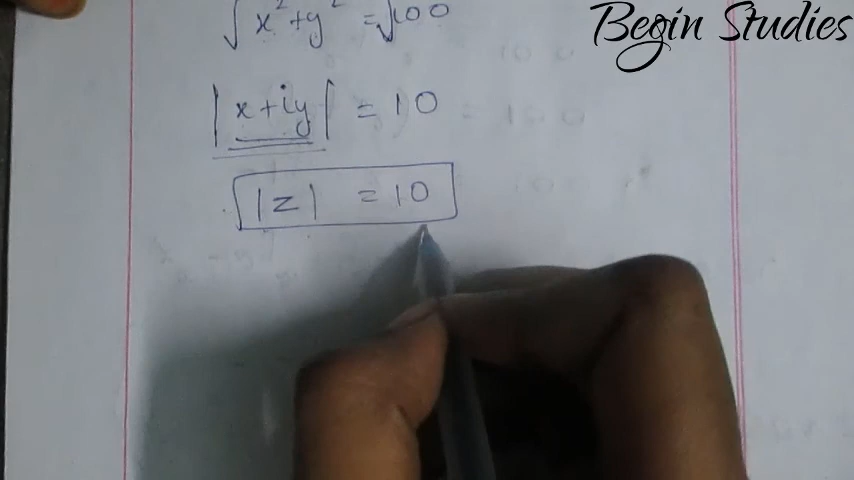 Begin Studies
√x²+y² = √100
|x+iy| = 10
|z| = 10